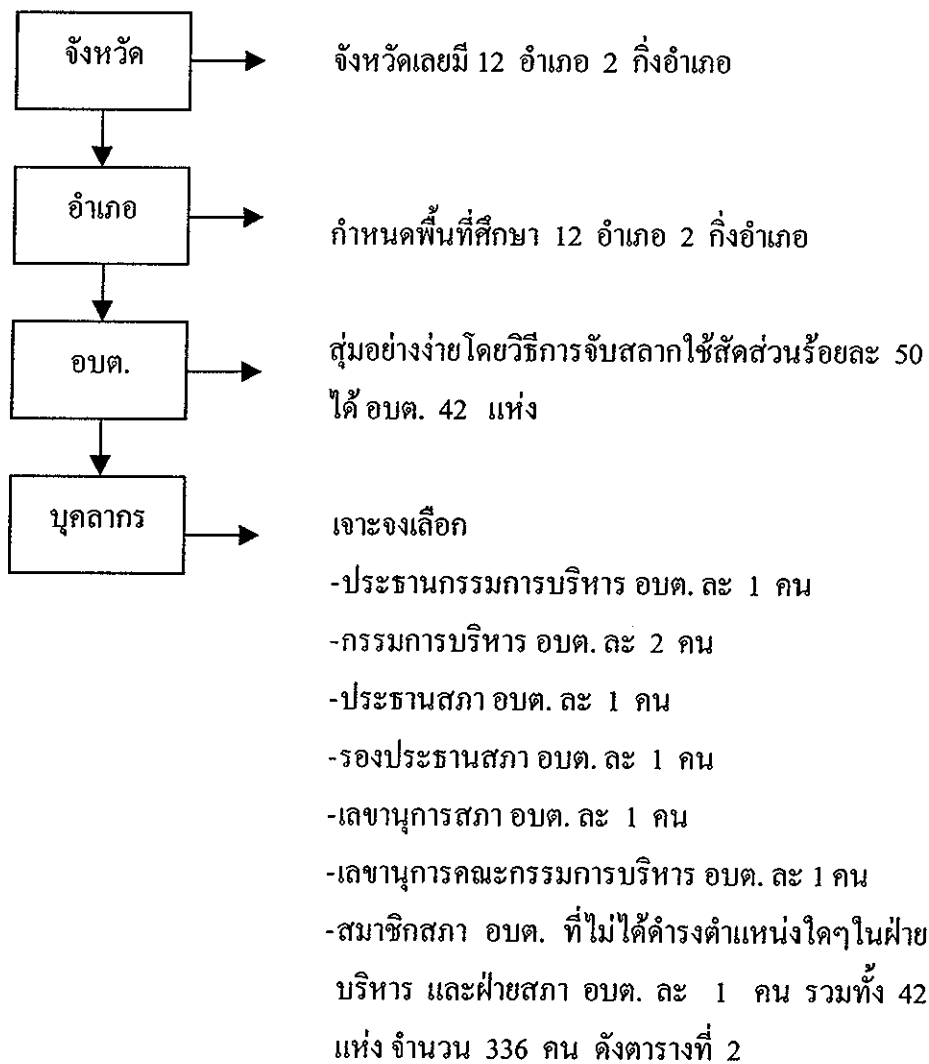 จังหวัด
จังหวัดเลยมี 12 อำเภอ 2 กิ่งอำเภอ
อำเภอ
กำหนดพื้นที่ศึกษา 12 อำเภอ 2 กิ่งอำเภอ
อบต.
สุ่มอย่างง่ายโดยวิธีการจับสลากใช้สัดส่วนร้อยละ 50
ได้ อบต. 42 แห่ง
บุคลากร
เจาะจงเลือก
-ประธานกรรมการบริหาร อบต. ละ 1 คน
-กรรมการบริหาร อบต. ละ 2 คน
-ประธานสภา อบต. ละ 1 คน
-รองประธานสภา อบต. ละ 1 คน
-เลขานุการสภา อบต. ละ 1 คน
-เลขานุการคณะกรรมการบริหาร อบต. ละ 1 คน
-สมาชิกสภา อบต. ที่ไม่ได้ดำรงตำแหน่งใดๆในฝ่าย
บริหาร และฝ่ายสภา อบต. ละ 1 คน รวมทั้ง 42
แห่ง จำนวน 336 คน ดังตารางที่ 2